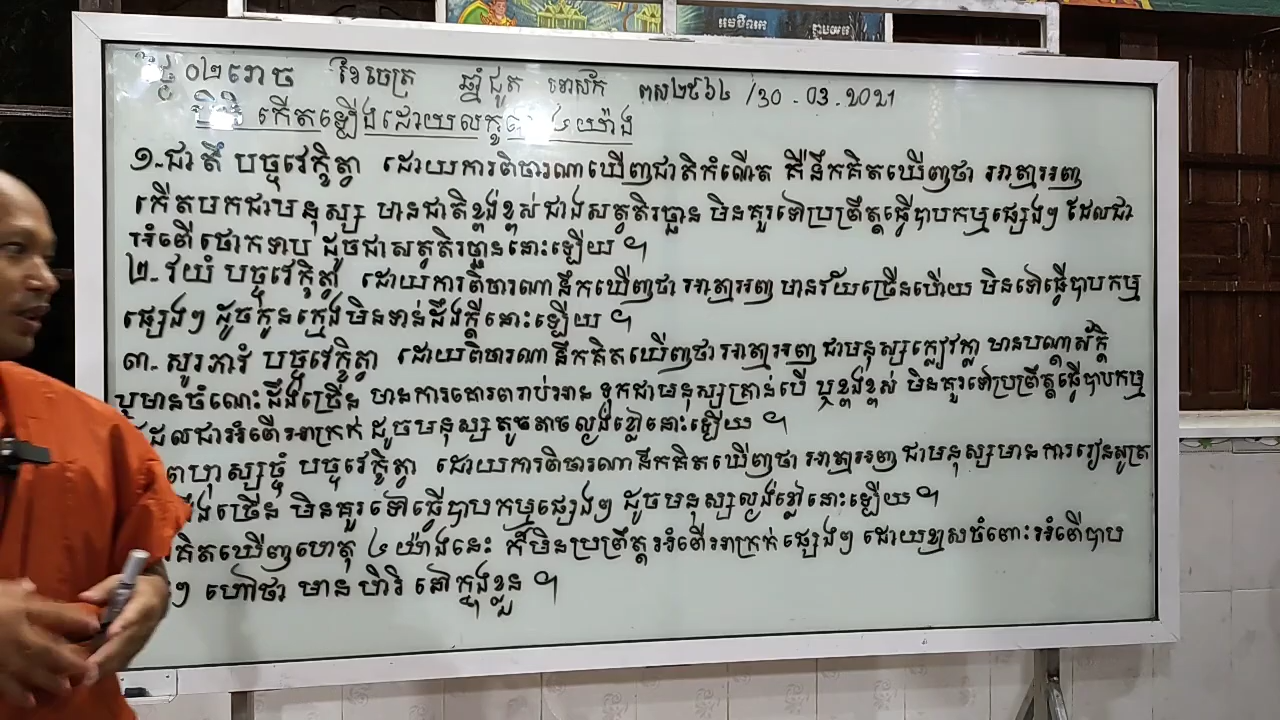 ថ្ងៃ ០២រោច ខែចេត្រ ឆ្នាំជូត ទោស័ក ពស២៥៦៤ /30 . 03 . 2021
ហិរិ កើតឡើងដោយលក្ខណៈ ៤ យ៉ាង
១-ជាតឹ បច្ចុវេក្ខិត្វា ដោយការពិចារណាឃើញជាតិកំណើត គឺនឹកគិតឃើញថា អាត្មាអញ
កើតមកជាមនុស្ស មានជាតិខ្ពង់ខ្ពស់ជាងសត្វតិរច្ឆាន មិនគួរទៅប្រព្រឹត្តធ្វើបាបកម្មផ្សេងៗ ដែលជា
អំពើថោកទាប ដូចជាសត្វតិរច្ឆាននោះឡើយ ។
២- វយំ បច្ចុវេក្ខិត្វា ដោយការពិចារណានឹកឃើញថា អាត្មាអញ មានវ័យច្រើនហើយ មិនទៅធ្វើបាបកម្ម
ផ្សេងៗ ដូចកូនក្មេងមិនទាន់ដឹងក្តីនោះឡើយ ។
៣- សូរភាវំ បច្ចុវេក្ខិត្វា ដោយពិចារណានឹកគិតឃើញថា អាត្មាអញ ជាមនុស្សក្លៀវក្លា មានបណ្តាស័ក្តិ
ឬមានចំណេះដឹងច្រើន មានការគោរពរាប់អាន ទុកជាមនុស្សគ្រាន់បើ ឬខ្ពង់ខ្ពស់ មិនគួរទៅប្រព្រឹត្តធ្វើបាបកម្ម
ដែលជាអំពើអាក្រក់ ដូចមនុស្សតូចតាចល្ងង់ខ្លៅនោះឡើយ ។
ពហុស្សច្ចំ បច្ចុវេក្ខិត្វា ដោយការពិចារណានឹកគិតឃើញថា អាត្មាអញ ជាមនុស្សមានការរៀនសូត្រ
ដឹងច្រើន មិនគួរទៅធ្វើបាបកម្មផ្សេងៗ ដូចមនុស្សល្ងង់ខ្លៅនោះឡើយ ។
គិតឃើញហេតុ ៤ យ៉ាងនេះ ក៏មិនប្រព្រឹត្តអំពើអាក្រក់ផ្សេងៗ ដោយខ្មាសចំពោះអំពើបាប
ៗ ហៅថា មាន ហិរិ នៅក្នុងខ្លួន ។